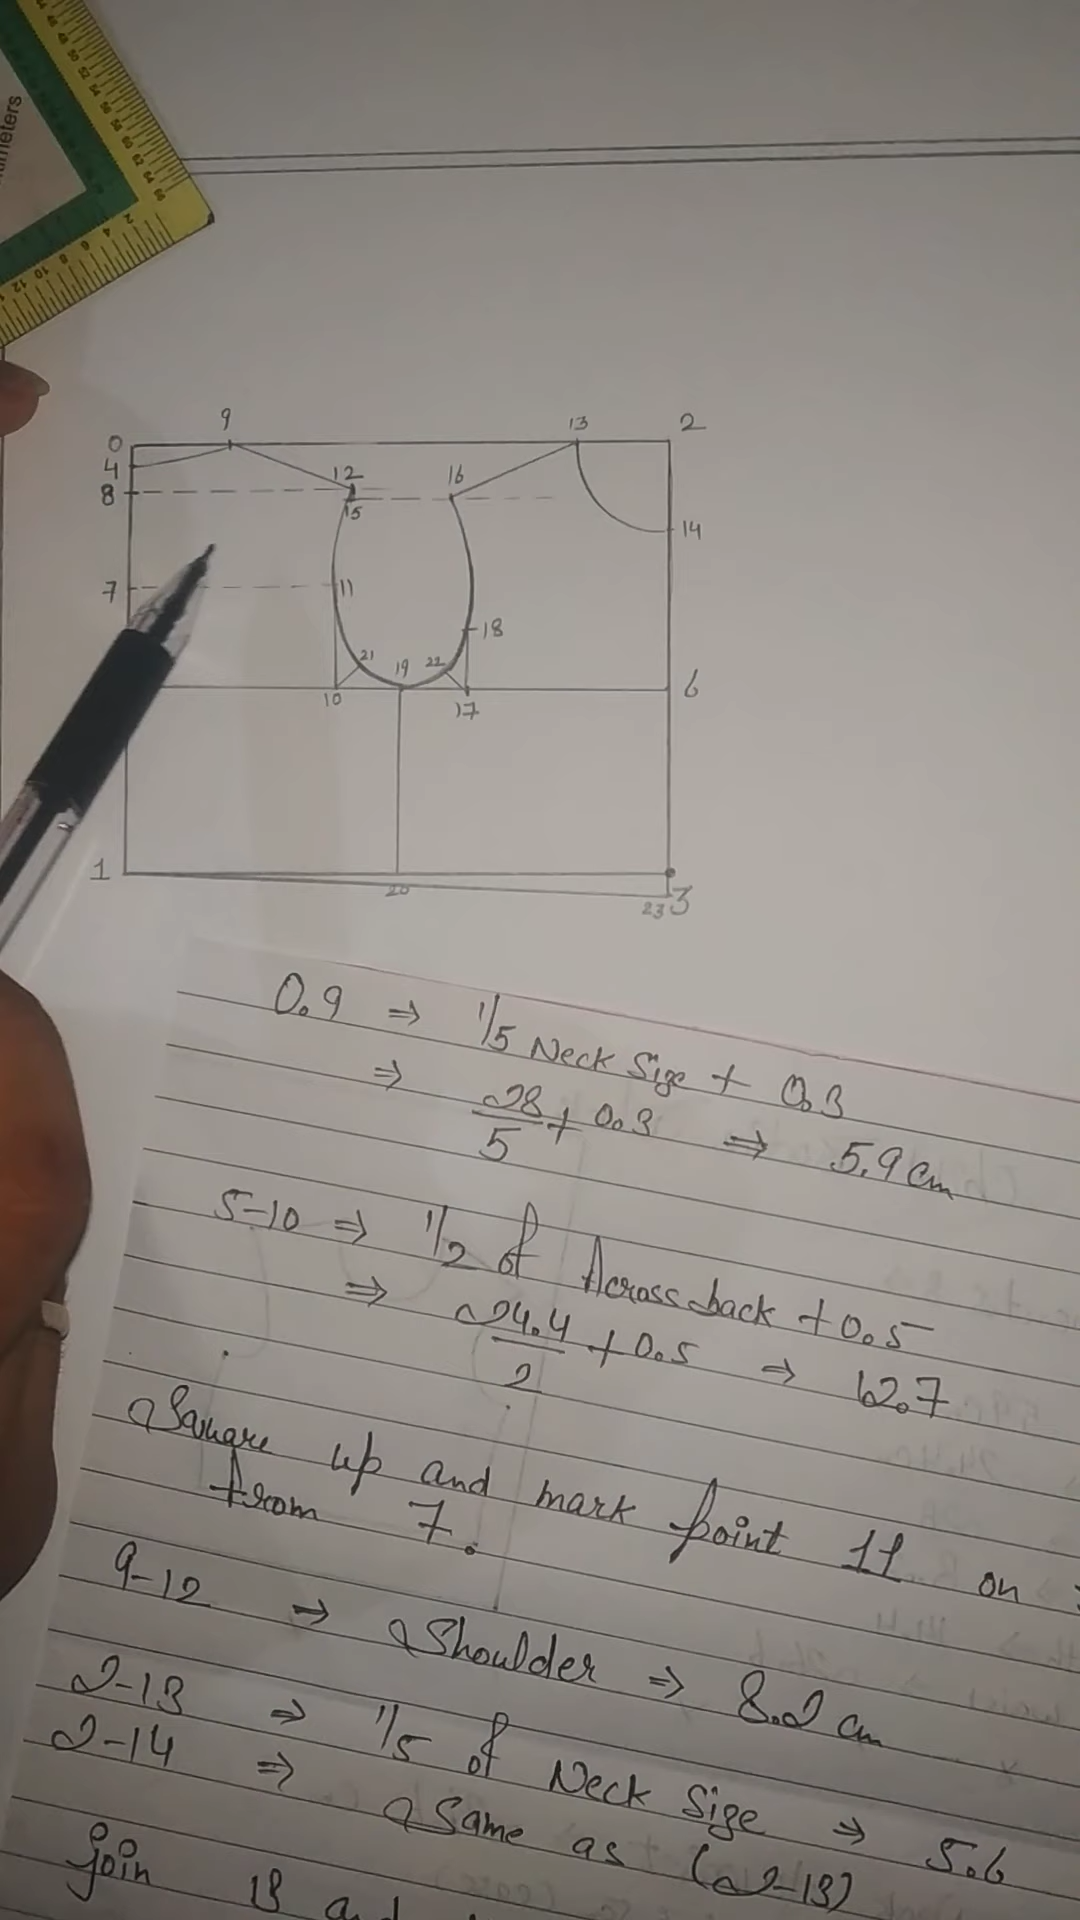 9
13
2
0
4
12
16
8
15
14
7
11
18
21
19
22
10
17
6
1
20
23
3
0.9 ⇒ 1/5 Neck Size + 0.3
⇒ 28/5 + 0.3 ⇒ 5.9 cm
5-10 ⇒ 1/2 of Across back + 0.5
⇒ 24.4/2 + 0.5 ⇒ 12.7
Square up and mark point 11 on
from 7.
9-12 ⇒ Shoulder ⇒ 8.2 cm
2-13 ⇒ 1/5 of Neck Size ⇒ 5.6
2-14 ⇒ Same as (2-13)
Join 13 and